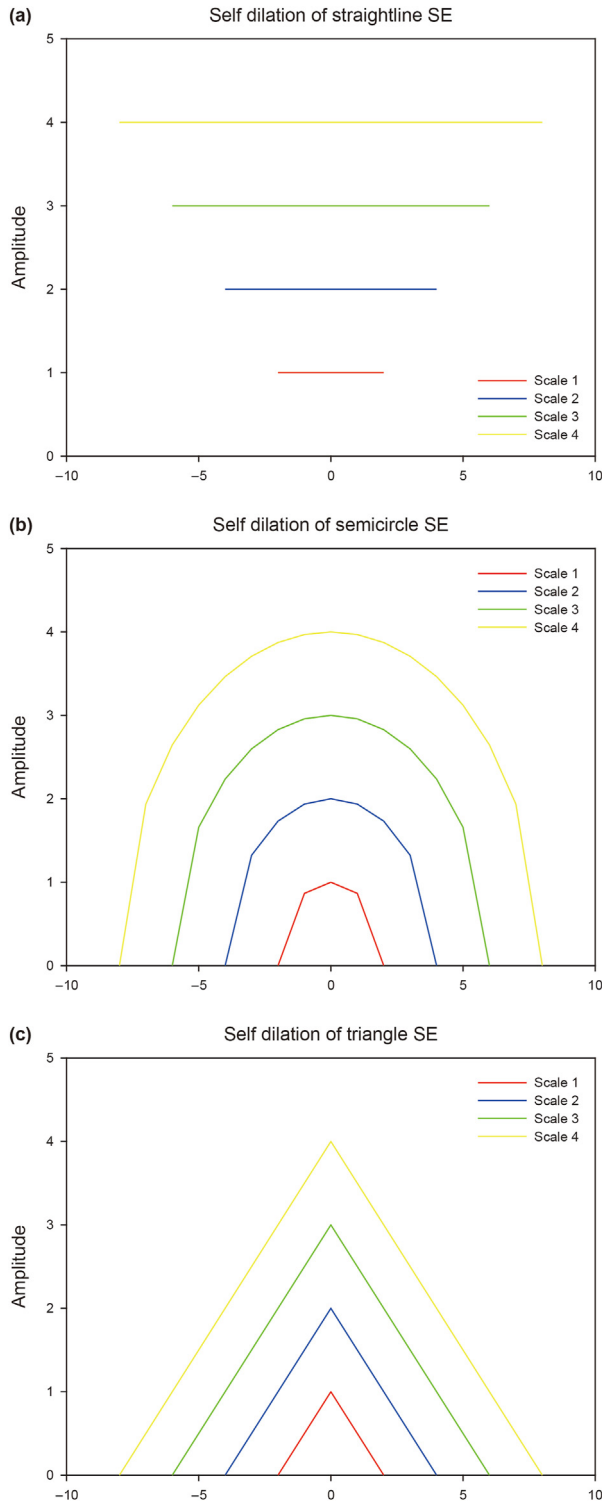 (a) Self dilation of straightline SE
5
4
3
2
1
0
Amplitude
Scale 1
Scale 2
Scale 3
Scale 4
–10 –5 0 5 10
(b) Self dilation of semicircle SE
5
4
3
2
1
0
Amplitude
Scale 1
Scale 2
Scale 3
Scale 4
–10 –5 0 5 10
(c) Self dilation of triangle SE
5
4
3
2
1
0
Amplitude
Scale 1
Scale 2
Scale 3
Scale 4
–10 –5 0 5 10